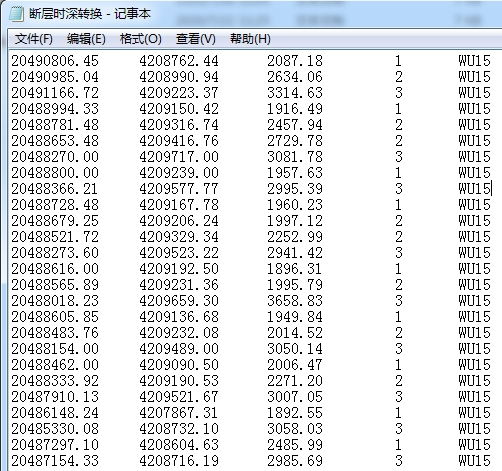 断层时深转换 - 记事本
文件(F) 编辑(E) 格式(O) 查看(V) 帮助(H)
20490806.45 4208762.44 2087.18 1 WU15
20490985.04 4208990.94 2634.06 2 WU15
20491166.72 4209223.37 3314.63 3 WU15
20488994.33 4209150.42 1916.49 1 WU15
20488781.48 4209316.74 2457.94 2 WU15
20488653.48 4209416.76 2729.78 2 WU15
20488270.00 4209717.00 3081.78 3 WU15
20488800.00 4209239.00 1957.63 1 WU15
20488366.21 4209577.77 2995.39 3 WU15
20488728.48 4209167.78 1960.23 1 WU15
20488679.25 4209206.24 1997.12 2 WU15
20488521.72 4209329.34 2252.99 2 WU15
20488273.60 4209523.22 2941.42 3 WU15
20488616.00 4209192.50 1896.31 1 WU15
20488565.89 4209231.36 1995.79 2 WU15
20488018.23 4209659.30 3658.83 3 WU15
20488605.85 4209136.68 1949.84 1 WU15
20488483.76 4209232.08 2014.52 2 WU15
20488154.00 4209489.00 3050.14 3 WU15
20488462.00 4209090.50 2006.47 1 WU15
20488333.92 4209190.53 2271.20 2 WU15
20487910.13 4209521.67 3007.05 3 WU15
20486148.24 4207867.31 1892.55 1 WU15
20485330.08 4208732.10 3058.03 3 WU15
20487297.10 4208604.63 2485.99 1 WU15
20487154.33 4208716.19 2985.69 3 WU15